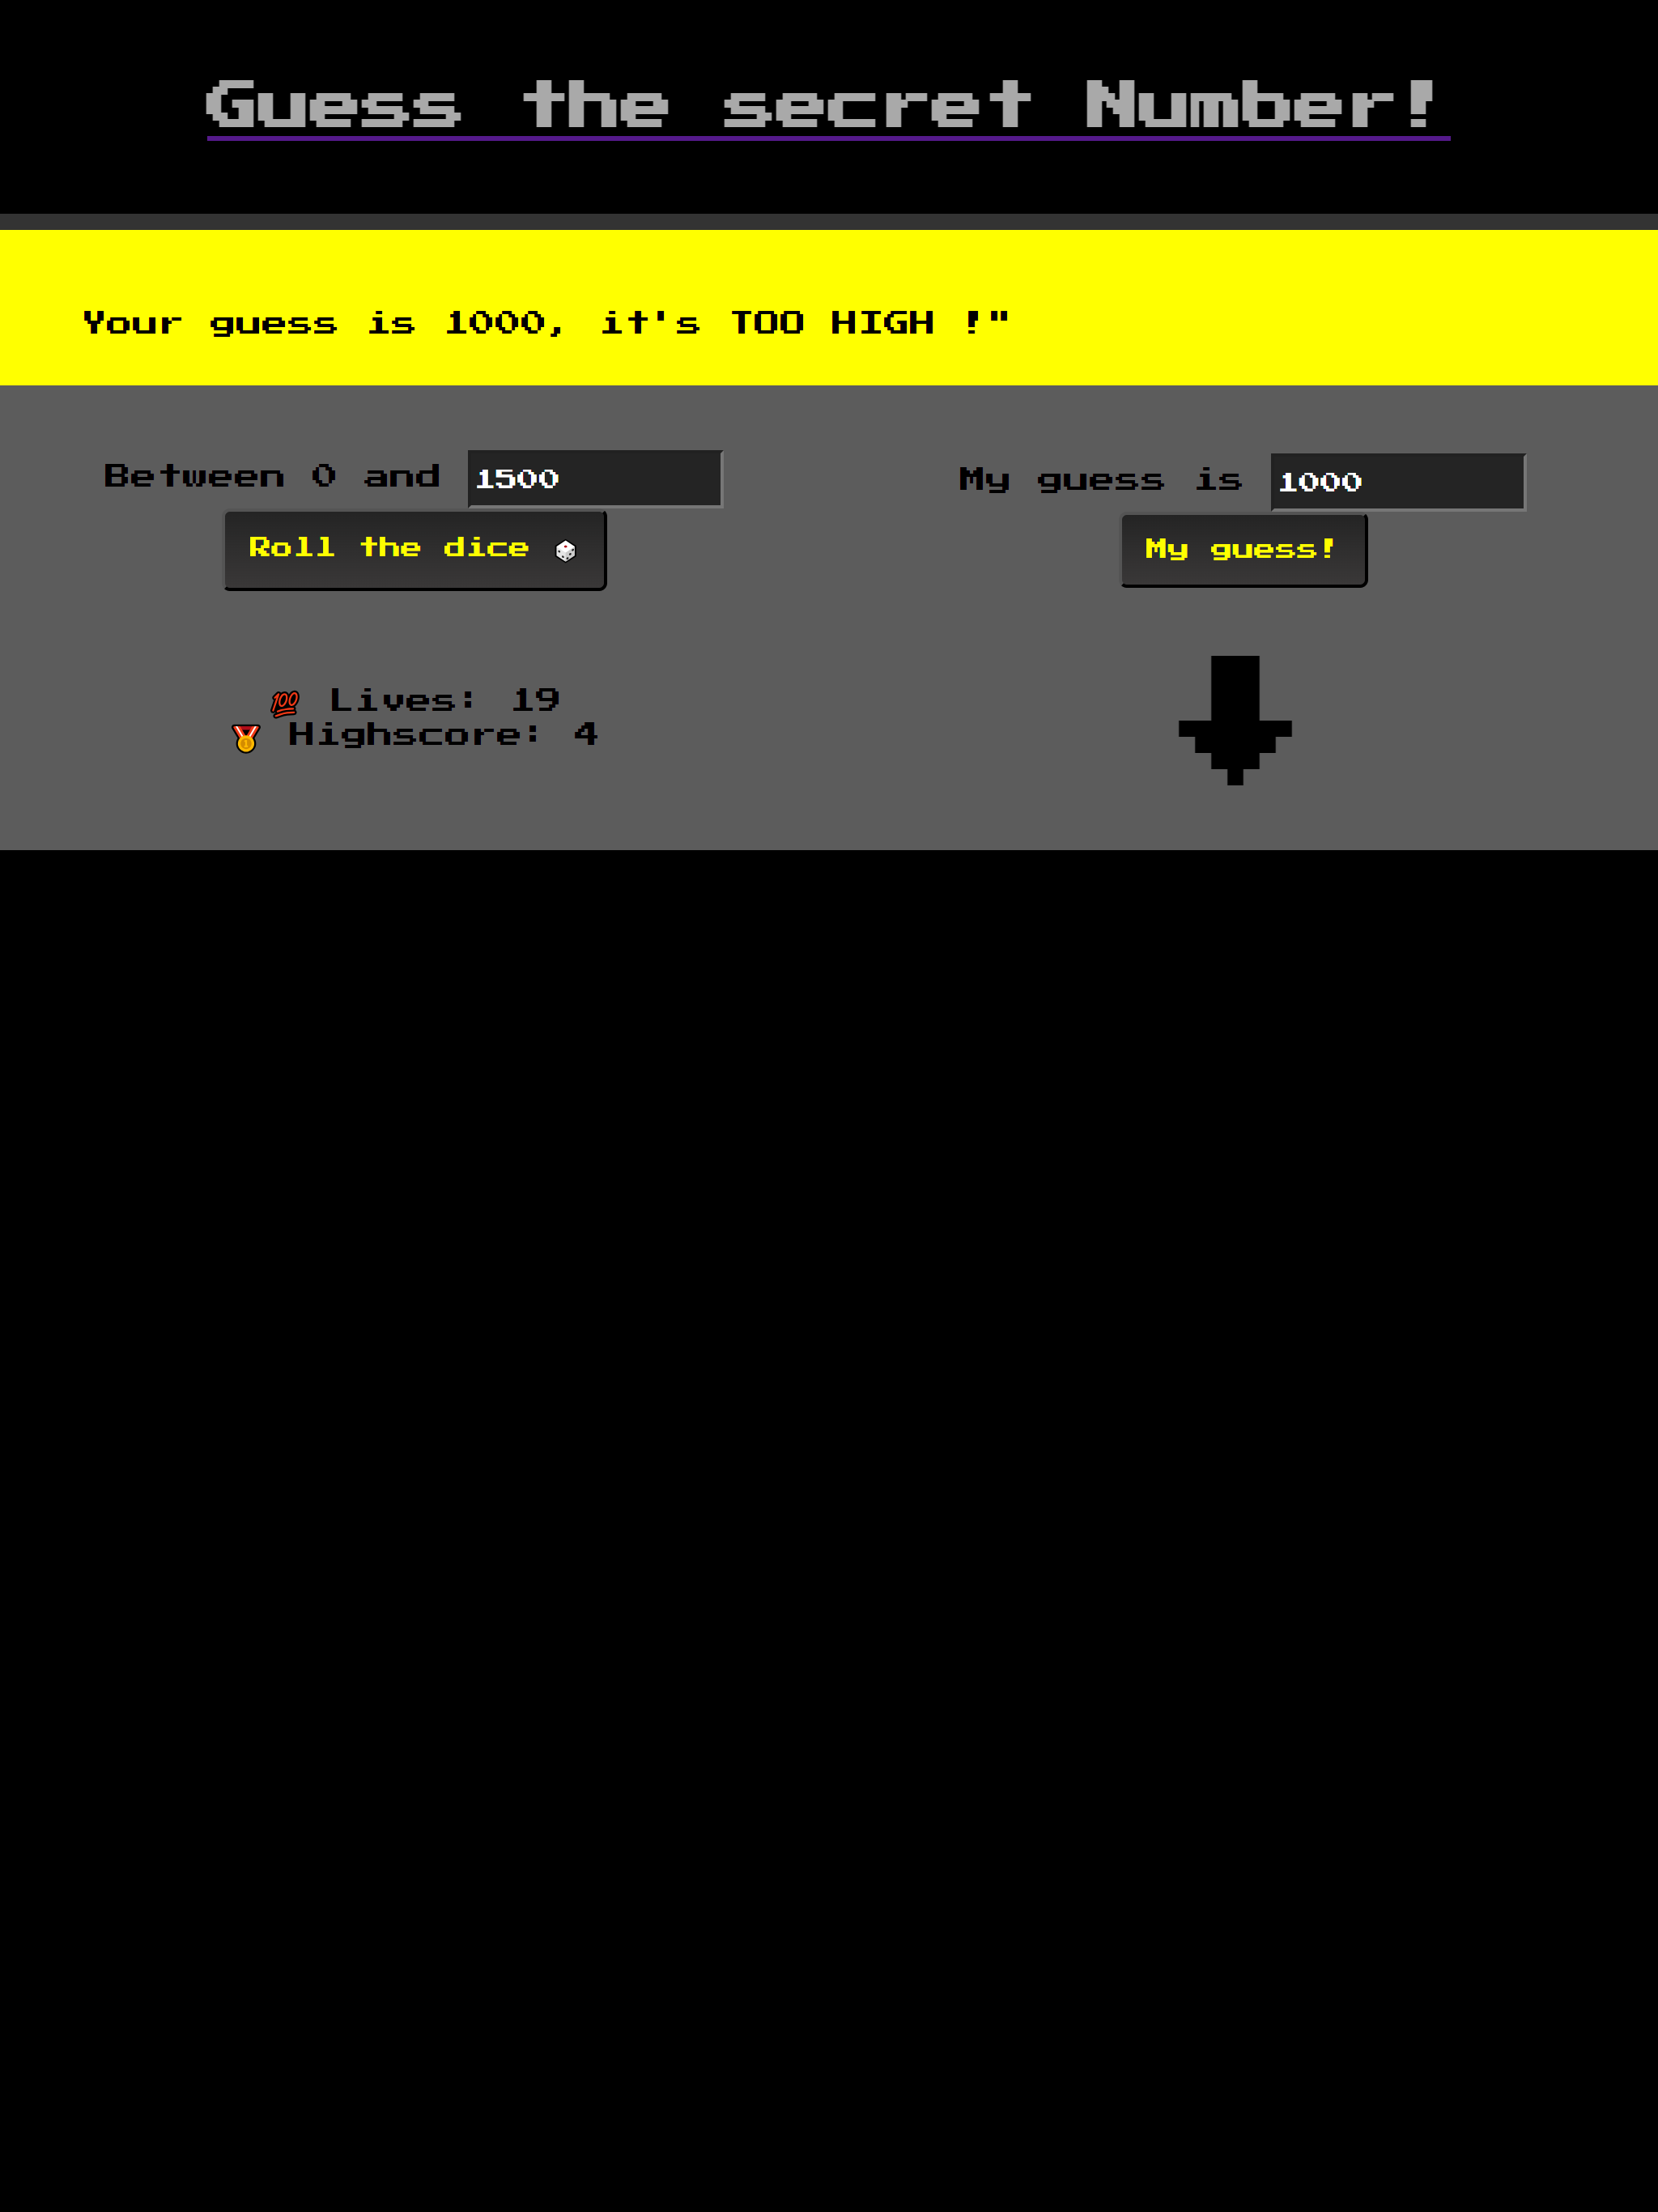 Guess the secret Number!
Your guess is 1000, it's TOO HIGH !"
Between 0 and 1500
Roll the dice 🎲
My guess is 1000
My guess!
💯 Lives: 19
🥇 Highscore: 4